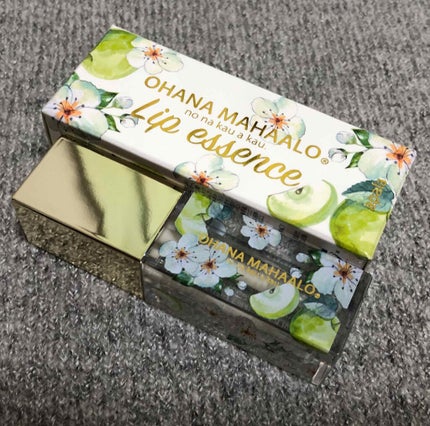 OHANA MAHAALO®
no na kau a kau
Lip essence
OHANA MAHAALO®